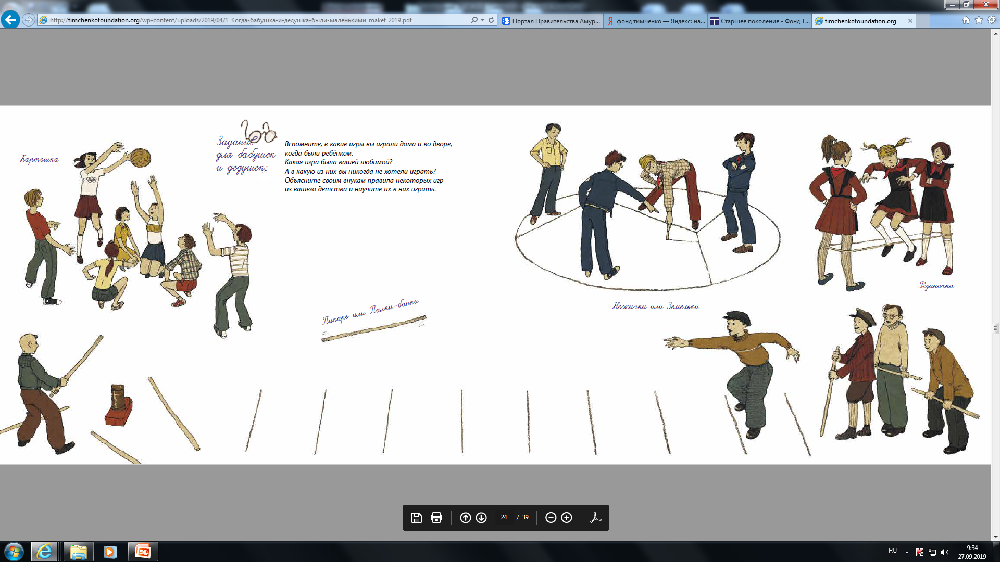 http://timchenkofoundation.org/wp-content/uploads/2019/04/1_Когда-бабушка-и-дедушка-были-маленькими_maket_2019.pdf
Портал Правительства Амур...
фонд тимченко — Яндекс: на...
Старшее поколение - Фонд Т...
timchenkofoundation.org
Картошка
Задание
для бабушек
и дедушек:
Вспомните, в какие игры вы играли дома и во дворе,
когда были ребёнком.
Какая игра была вашей любимой?
А в какую из них вы никогда не хотели играть?
Объясните своим внукам правила некоторых игр
из вашего детства и научите их в них играть.
Резиночка
Ножички или Земельки
Пикарь или Палки-банки
24 / 39
RU
9:34
27.09.2019